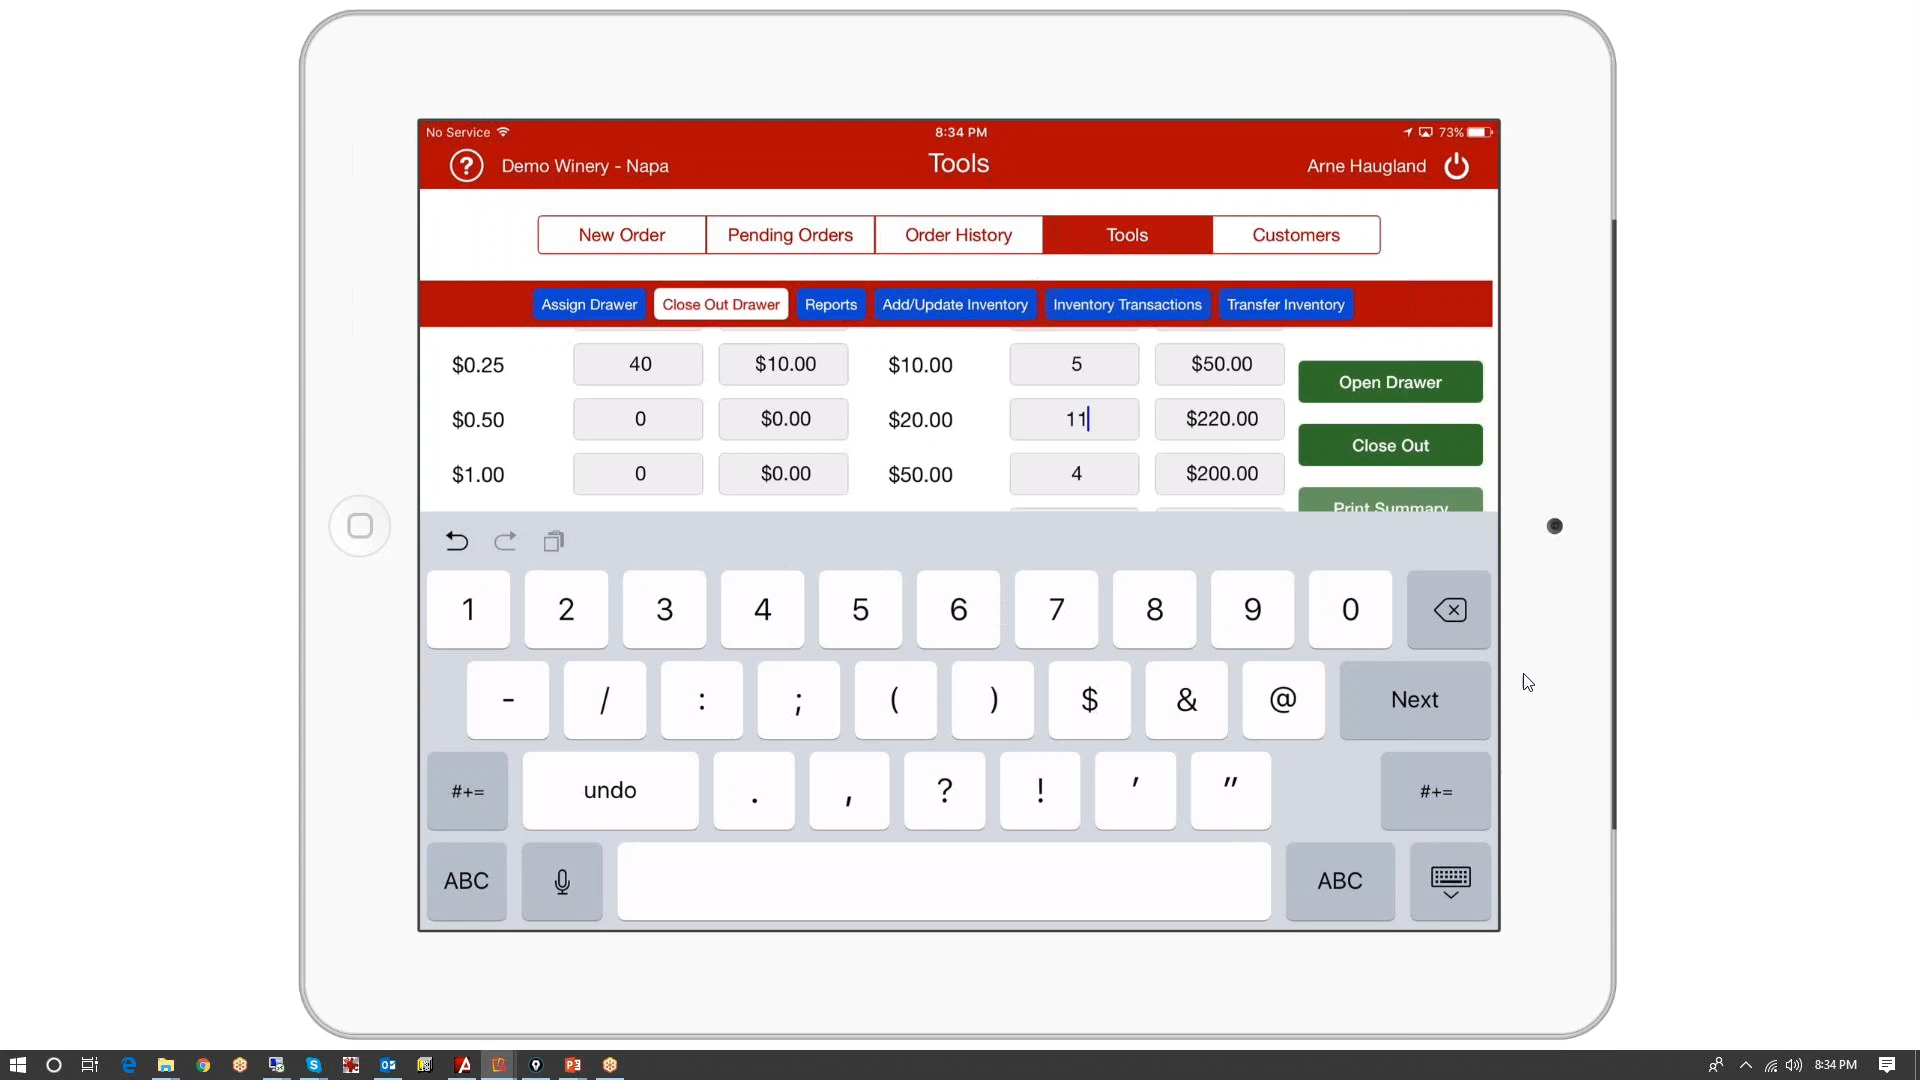 No Service 8:34 PM 73%
? Demo Winery - Napa Tools Arne Haugland
New Order Pending Orders Order History Tools Customers
Assign Drawer Close Out Drawer Reports Add/Update Inventory Inventory Transactions Transfer Inventory
$0.25 40 $10.00 $10.00 5 $50.00 Open Drawer
$0.50 0 $0.00 $20.00 11 $220.00
Close Out
$1.00 0 $0.00 $50.00 4 $200.00
Print Summary
1 2 3 4 5 6 7 8 9 0
- / : ; ( ) $ & @ Next
#+= undo . , ? ! ' " #+=
ABC ABC
8:34 PM